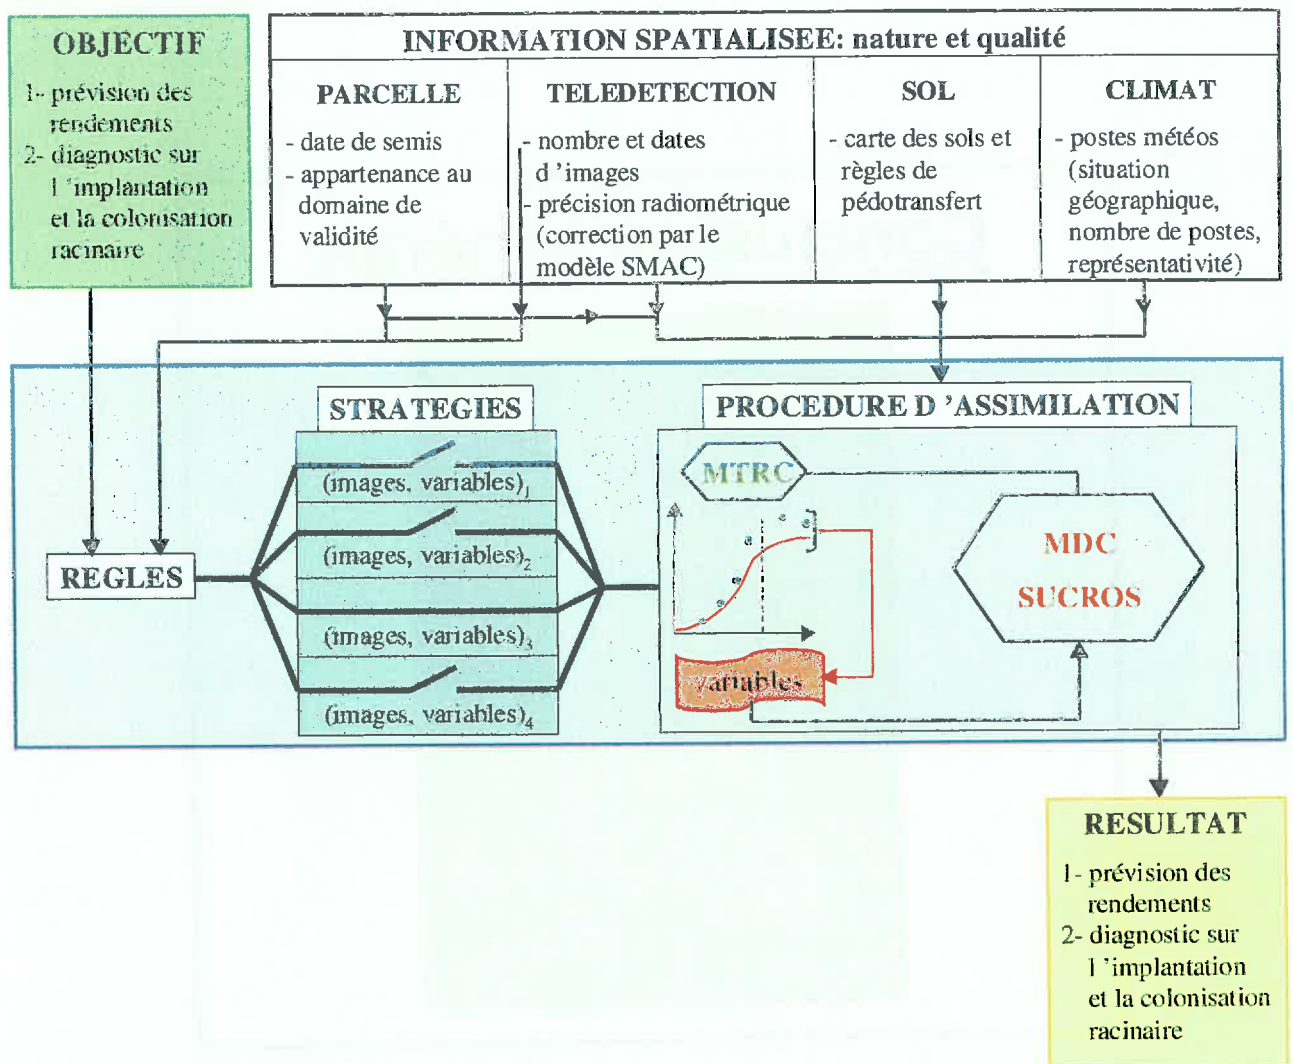 OBJECTIF
1- prévision des
rendements
2- diagnostic sur
l 'implantation
et la colonisation
racinaire
INFORMATION SPATIALISEE: nature et qualité
PARCELLE
- date de semis
- appartenance au
domaine de
validité
TELEDETECTION
- nombre et dates
d 'images
- précision radiométrique
(correction par le
modèle SMAC)
SOL
- carte des sols et
règles de
pédotransfert
CLIMAT
- postes météos
(situation
géographique,
nombre de postes,
représentativité)
REGLES
STRATEGIES
(images, variables)1
(images, variables)2
(images, variables)3
(images, variables)4
PROCEDURE D 'ASSIMILATION
MTRC
variables
MDC
SUCROS
RESULTAT
1- prévision des
rendements
2- diagnostic sur
l 'implantation
et la colonisation
racinaire